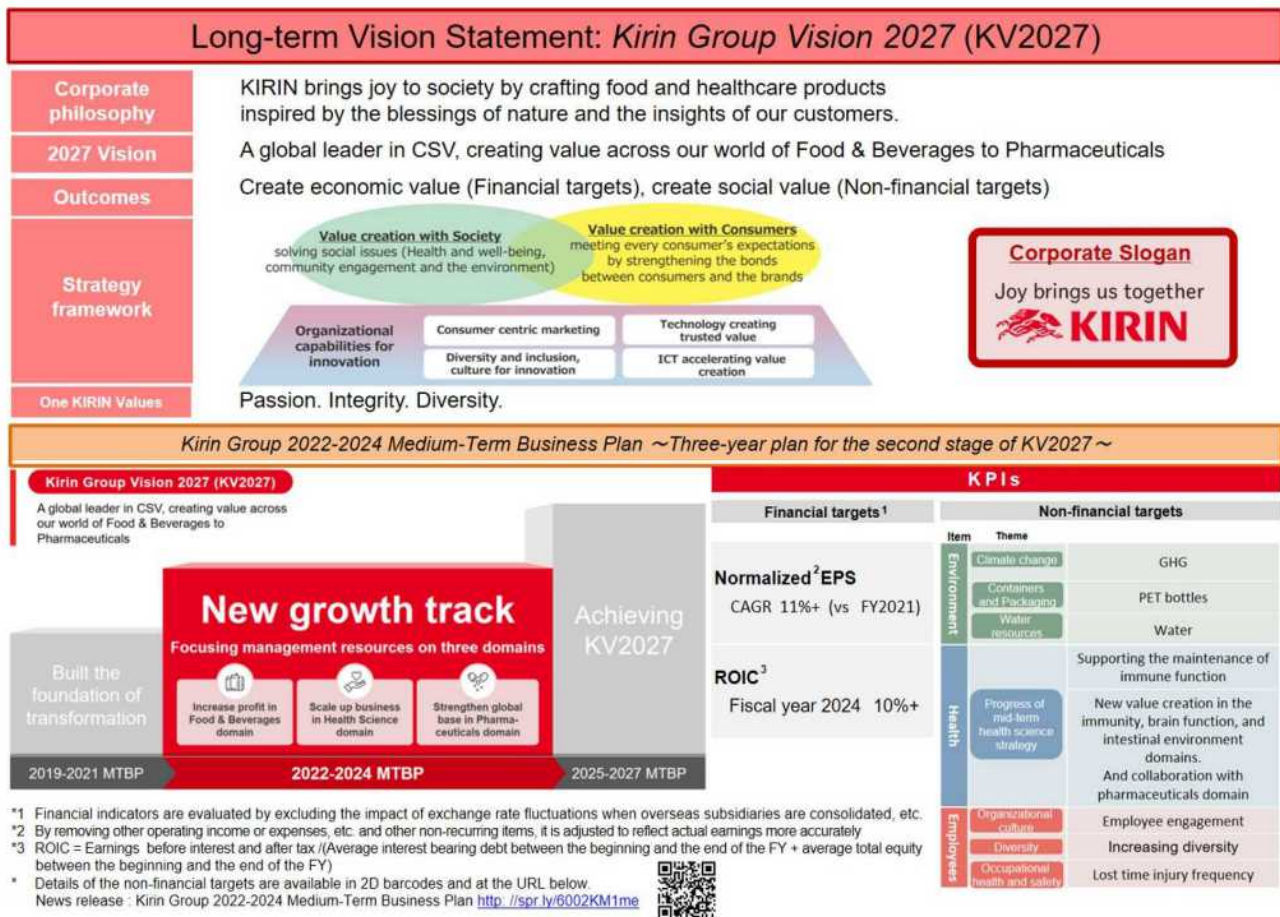 Long-term Vision Statement: Kirin Group Vision 2027 (KV2027)
Corporate
philosophy
KIRIN brings joy to society by crafting food and healthcare products
inspired by the blessings of nature and the insights of our customers.
2027 Vision
A global leader in CSV, creating value across our world of Food & Beverages to Pharmaceuticals
Outcomes
Create economic value (Financial targets), create social value (Non-financial targets)
Strategy
framework
Value creation with Society
solving social issues (Health and well-being,
community engagement and the environment)
Value creation with Consumers
meeting every consumer's expectations
by strengthening the bonds
between consumers and the brands
Organizational
capabilities for
innovation
Consumer centric marketing
Technology creating
trusted value
Diversity and inclusion,
culture for innovation
ICT accelerating value
creation
Corporate Slogan
Joy brings us together
KIRIN
One KIRIN Values
Passion. Integrity. Diversity.
Kirin Group 2022-2024 Medium-Term Business Plan ~Three-year plan for the second stage of KV2027~
Kirin Group Vision 2027 (KV2027)
A global leader in CSV, creating value across
our world of Food & Beverages to
Pharmaceuticals
Built the
foundation of
transformation
2019-2021 MTBP
New growth track
Focusing management resources on three domains
Increase profit in
Food & Beverages
domain
Scale up business
in Health Science
domain
Strengthen global
base in Pharma-
ceuticals domain
2022-2024 MTBP
Achieving
KV2027
2025-2027 MTBP
KPIs
Financial targets1
Normalized2EPS
CAGR 11%+ (vs FY2021)
ROIC3
Fiscal year 2024 10%+
Non-financial targets
Item Theme
Environment
Climate change
GHG
Containers
and Packaging
PET bottles
Water
resources
Water
Health
Progress of
mid-term
health science
strategy
Supporting the maintenance of
immune function
New value creation in the
immunity, brain function, and
intestinal environment
domains.
And collaboration with
pharmaceuticals domain
Employees
Organizational
culture
Employee engagement
Diversity
Increasing diversity
Occupational
health and safety
Lost time injury frequency
*1 Financial indicators are evaluated by excluding the impact of exchange rate fluctuations when overseas subsidiaries are consolidated, etc.
*2 By removing other operating income or expenses, etc. and other non-recurring items, it is adjusted to reflect actual earnings more accurately
*3 ROIC = Earnings before interest and after tax /(Average interest bearing debt between the beginning and the end of the FY + average total equity
between the beginning and the end of the FY)
* Details of the non-financial targets are available in 2D barcodes and at the URL below.
News release : Kirin Group 2022-2024 Medium-Term Business Plan http: //spr.ly/6002KM1me